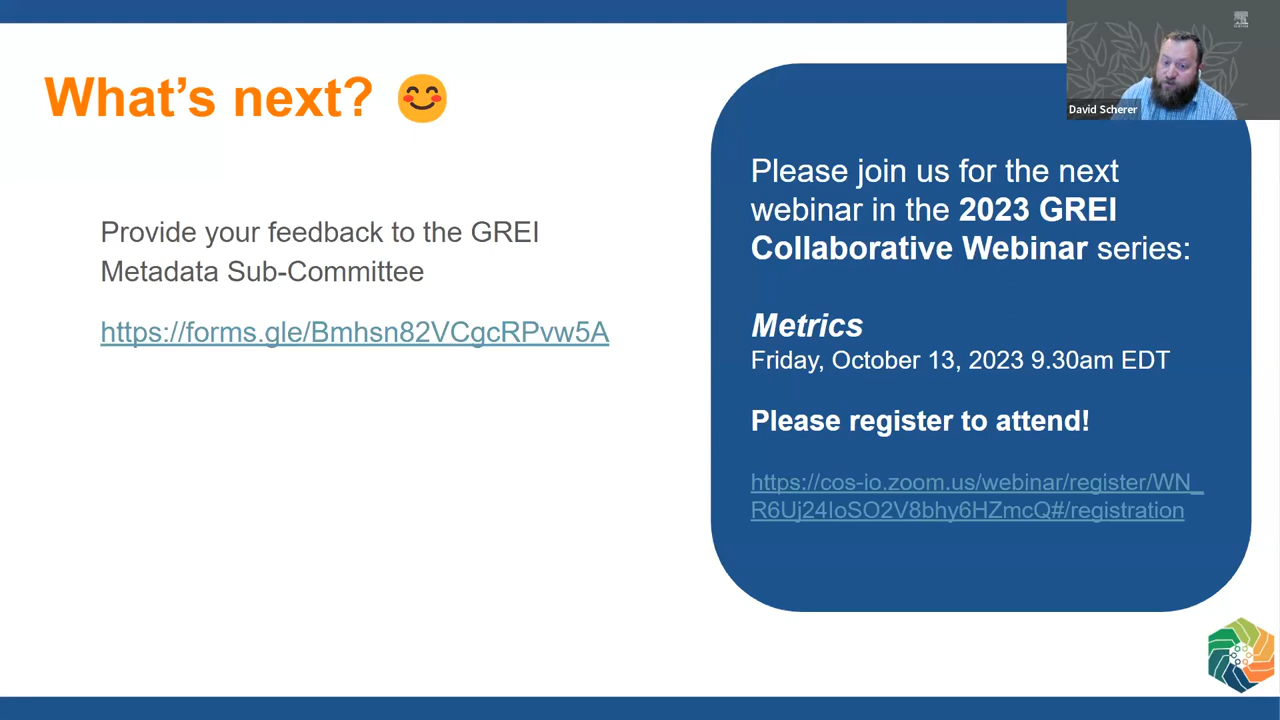 What's next? 😊
Provide your feedback to the GREI
Metadata Sub-Committee
https://forms.gle/Bmhsn82VCgcRPvw5A
David Scherer
Please join us for the next
webinar in the 2023 GREI
Collaborative Webinar series:
Metrics
Friday, October 13, 2023 9.30am EDT
Please register to attend!
https://cos-io.zoom.us/webinar/register/WN_
R6Uj24IoSO2V8bhy6HZmcQ#/registration